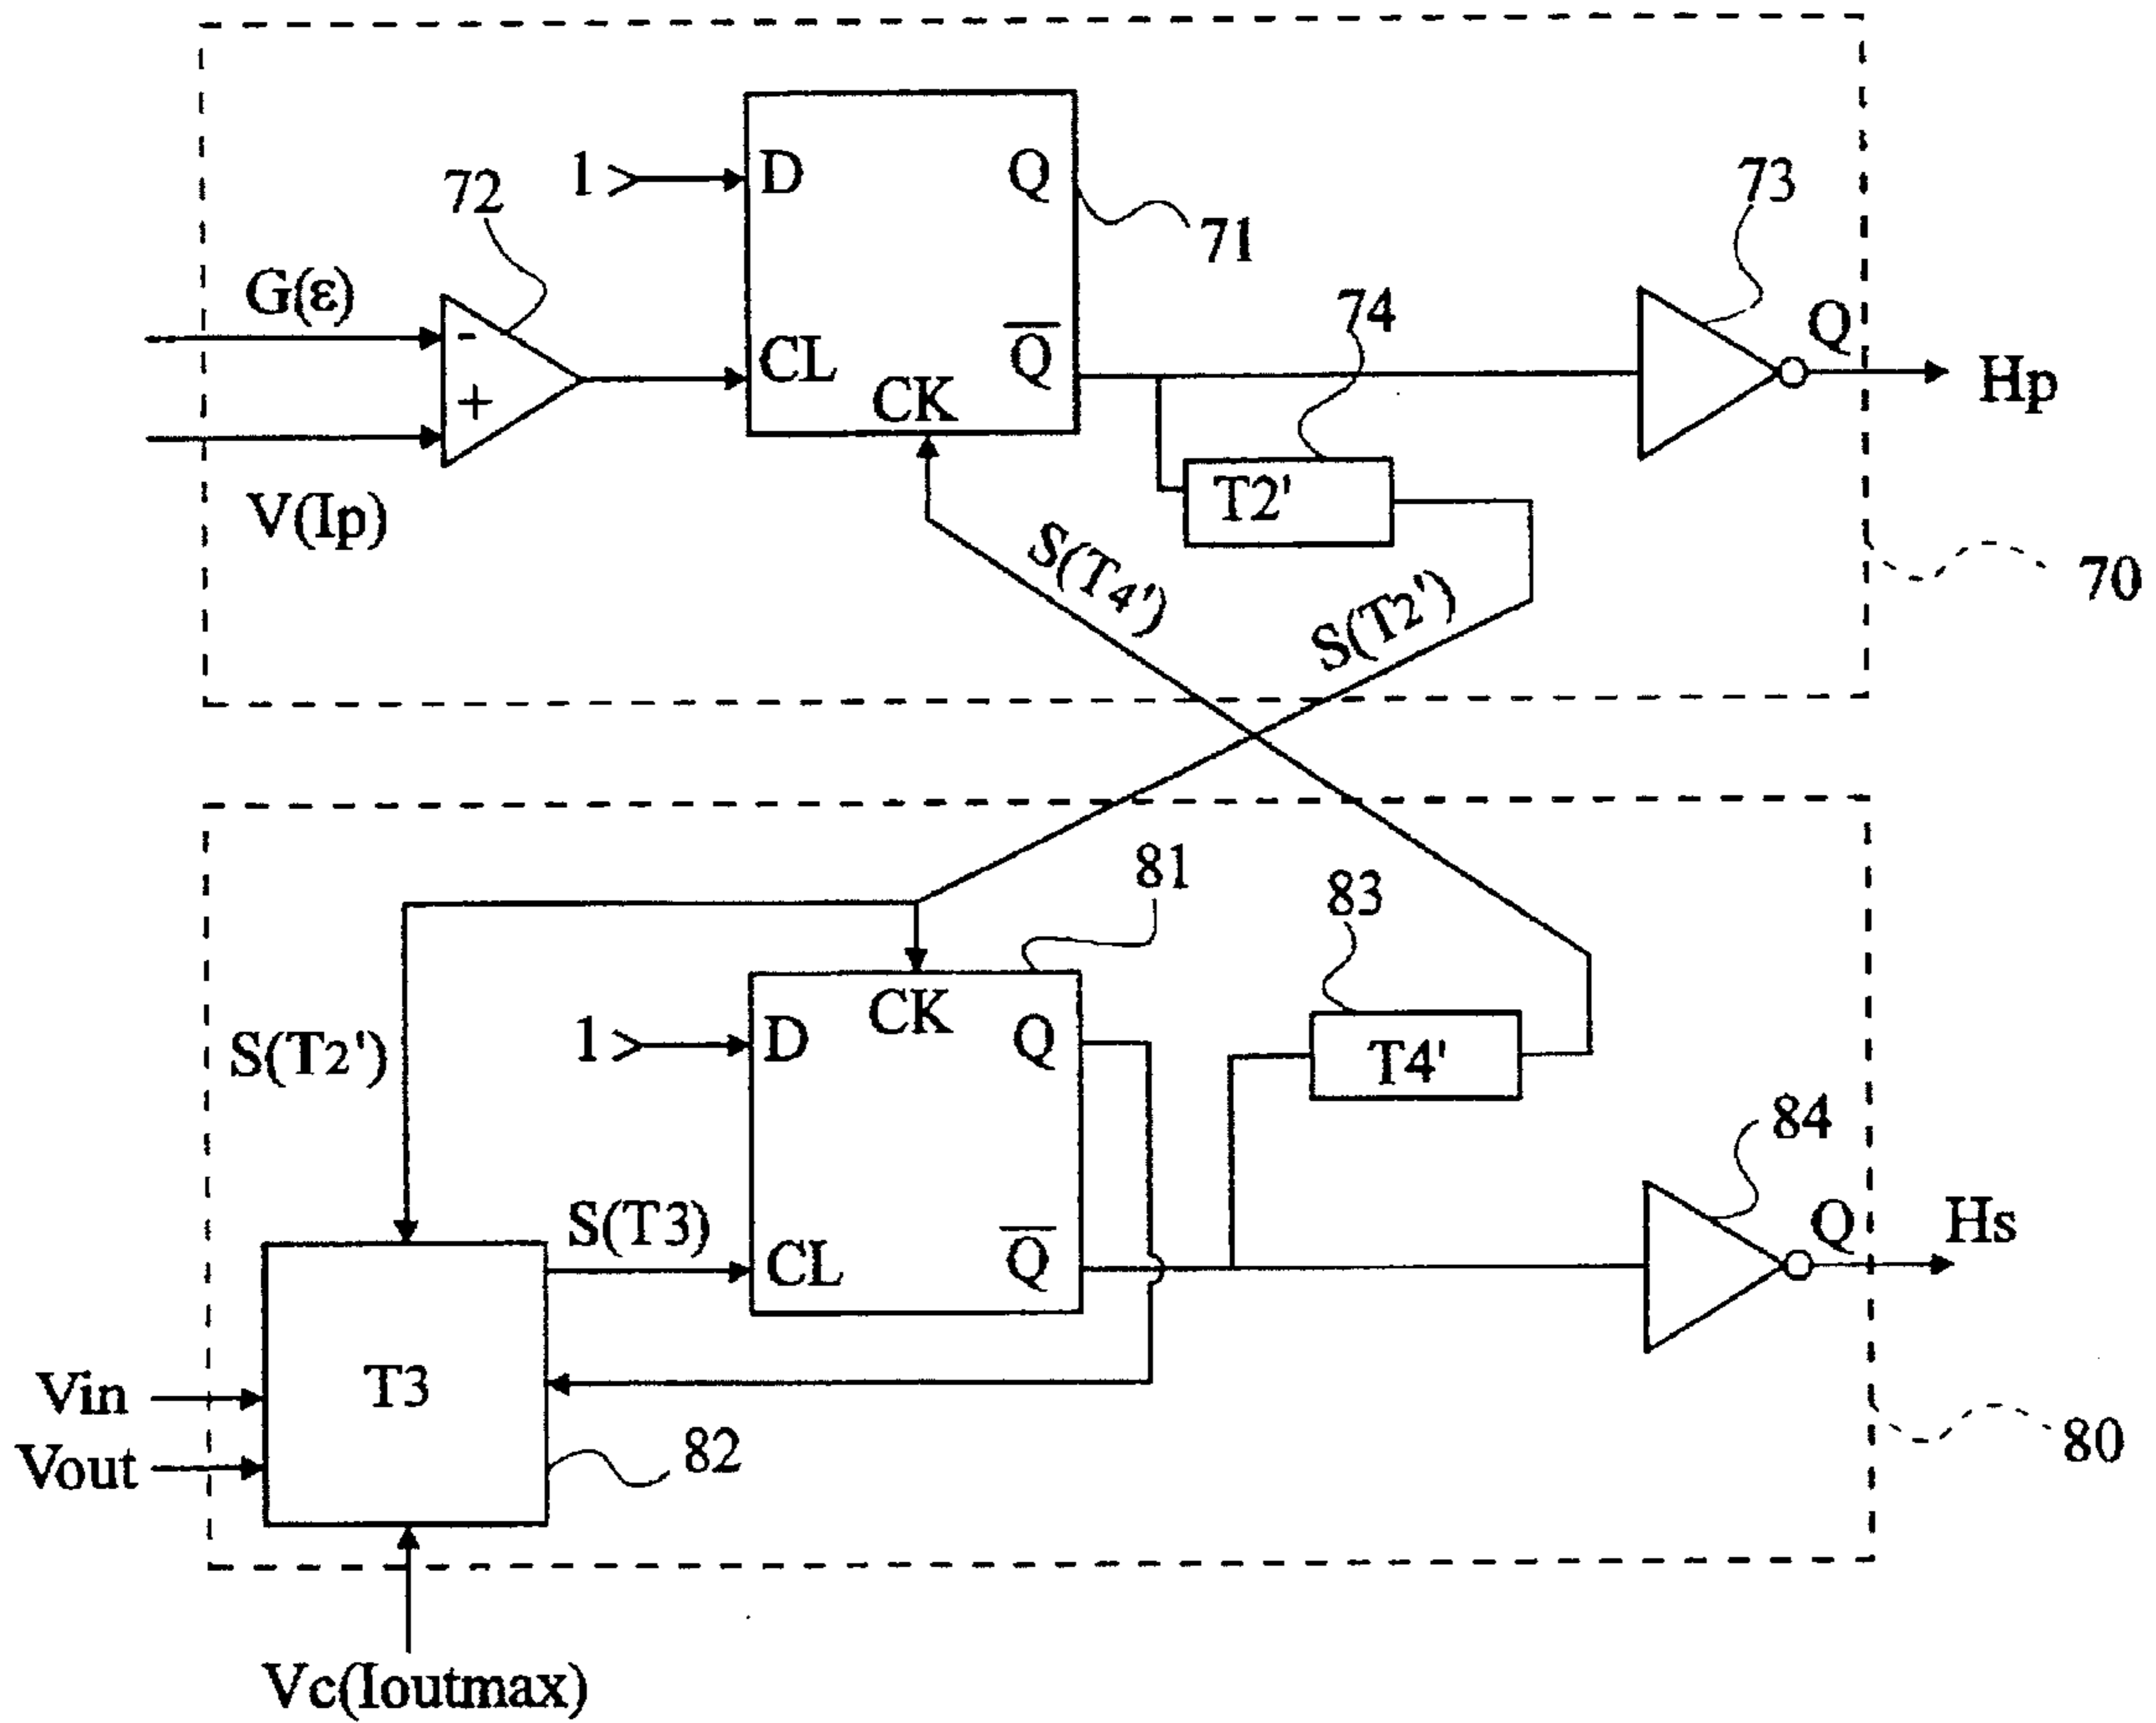 1
D
Q
71
72
73
G(ε)
-
+
CL
CK
Q̅
74
Q
Hp
V(Ip)
T2'
S(T4')
S(T2')
70
81
83
S(T2')
1
D
CK
Q
T4'
84
S(T3)
CL
Q̅
Q
Hs
Vin
Vout
T3
82
80
Vc(Ioutmax)